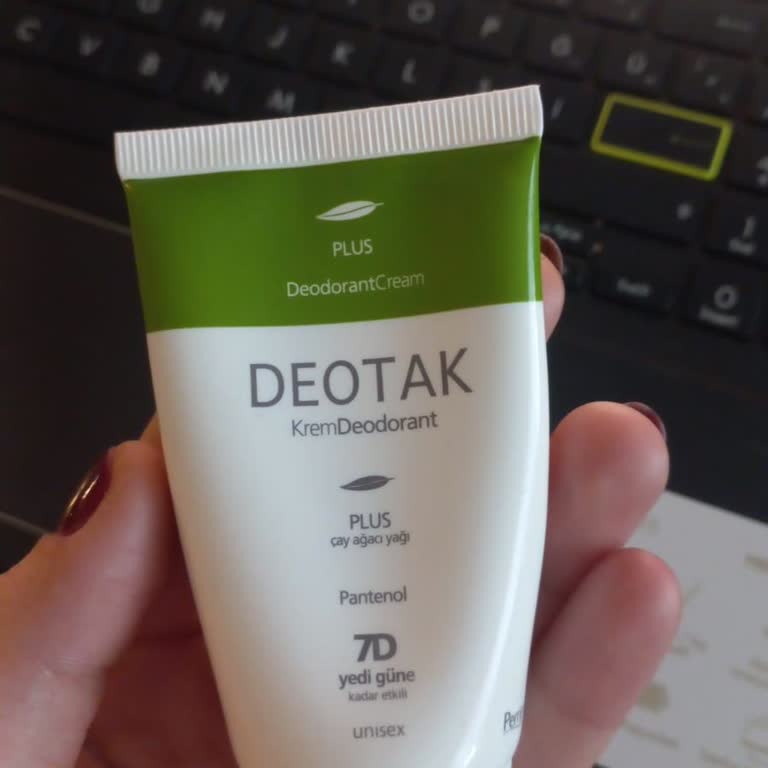 PLUS
DeodorantCream
DEOTAK
KremDeodorant
PLUS
çay ağacı yağı
Pantenol
7D
yedi güne
kadar etkili
unisex